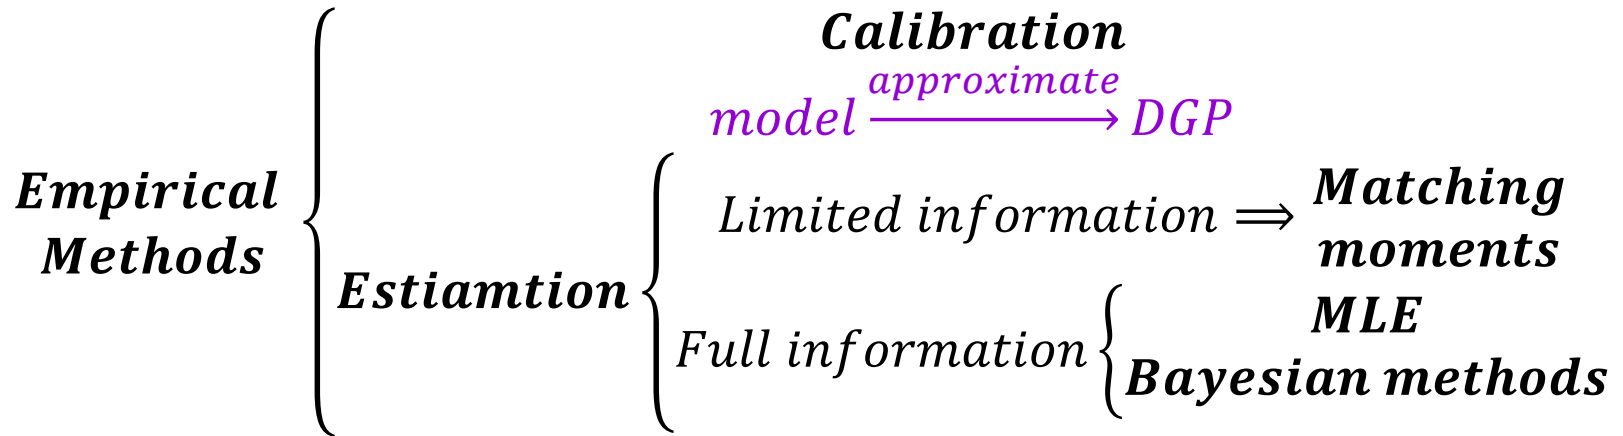 Empirical
Methods
Calibration
approximate
model ⟶ DGP
Estiamtion
Limited information ⟹
Matching
moments
Full information
MLE
Bayesian methods